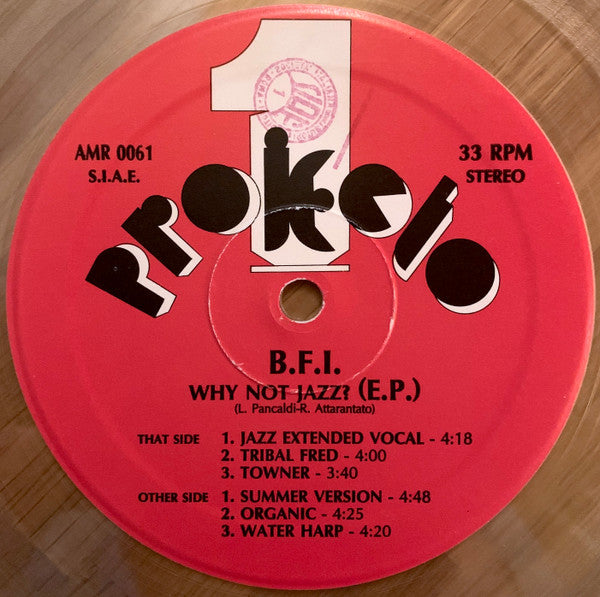 1
AMR 0061
S.I.A.E.
33 RPM
STEREO
Proketo
B.F.I.
WHY NOT JAZZ? (E.P.)
(L. Pancaldi-R. Attarantato)
THAT SIDE 1. JAZZ EXTENDED VOCAL - 4:18
2. TRIBAL FRED - 4:00
3. TOWNER - 3:40
OTHER SIDE 1. SUMMER VERSION - 4:48
2. ORGANIC - 4:25
3. WATER HARP - 4:20